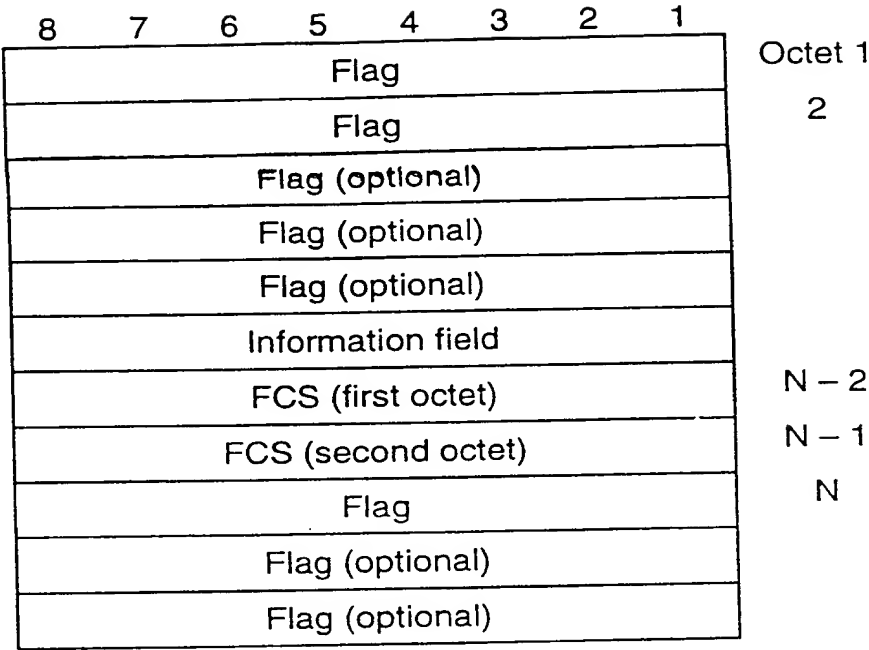 8 7 6 5 4 3 2 1
Flag Octet 1
Flag 2
Flag (optional)
Flag (optional)
Flag (optional)
Information field
FCS (first octet) N – 2
FCS (second octet) N – 1
Flag N
Flag (optional)
Flag (optional)